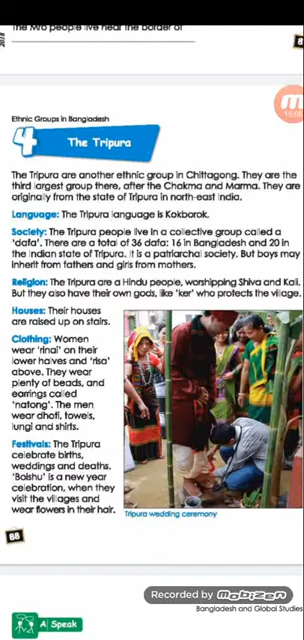 The Mro people live near the border of
8
Ethnic Groups in Bangladesh
15:06
4 The Tripura
The Tripura are another ethnic group in Chittagong. They are the
third largest group there, after the Chakma and Marma. They are
originally from the state of Tripura in north-east India.
Language: The Tripura language is Kokborok.
Society: The Tripura people live in a collective group called a
'dafa'. There are a total of 36 dafa: 16 in Bangladesh and 20 in
the Indian state of Tripura. It is a patriarchal society. But boys may
inherit from fathers and girls from mothers.
Religion: The Tripura are a Hindu people, worshipping Shiva and Kali.
But they also have their own gods, like 'ker' who protects the village.
Houses: Their houses
are raised up on stairs.
Clothing: Women
wear 'rinai' on their
lower halves and 'risa'
above. They wear
plenty of beads, and
earrings called
'natong'. The men
wear dhoti, towels,
lungi and shirts.
Festivals: The Tripura
celebrate births,
weddings and deaths.
'Boishu' is a new year
celebration, when they
visit the villages and
wear flowers in their hair.
Tripura wedding ceremony
88
Recorded by mobizen
Bangladesh and Global Studies
A Speak